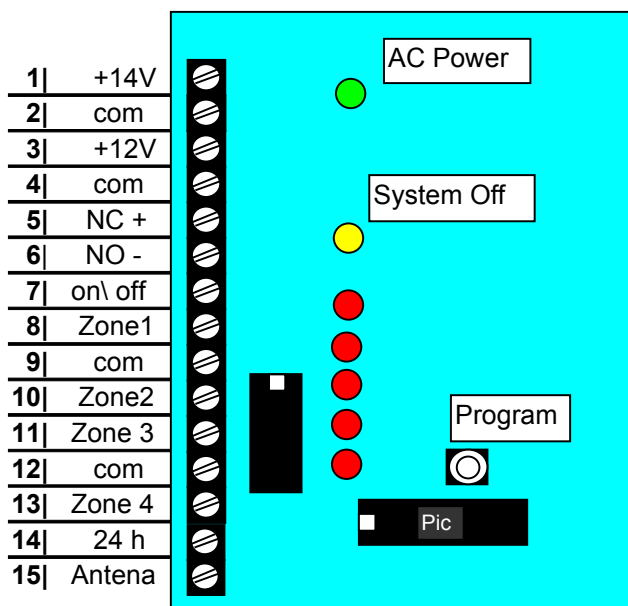 1| +14V
2| com
3| +12V
4| com
5| NC +
6| NO -
7| on\ off
8| Zone1
9| com
10| Zone2
11| Zone 3
12| com
13| Zone 4
14| 24 h
15| Antena
AC Power
System Off
Program
Pic